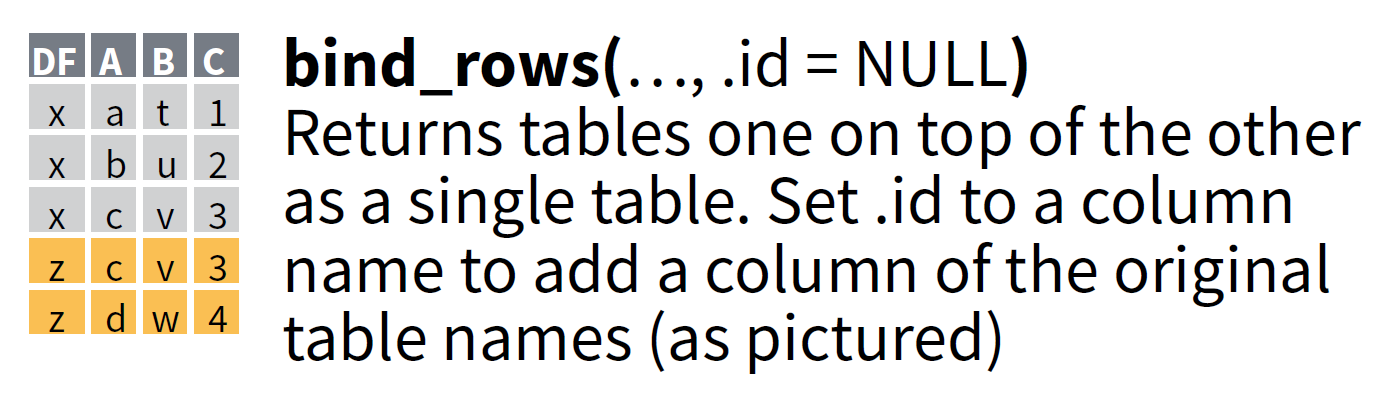 DF A B C
x a t 1
x b u 2
x c v 3
z c v 3
z d w 4
bind_rows(…, .id = NULL)
Returns tables one on top of the other
as a single table. Set .id to a column
name to add a column of the original
table names (as pictured)